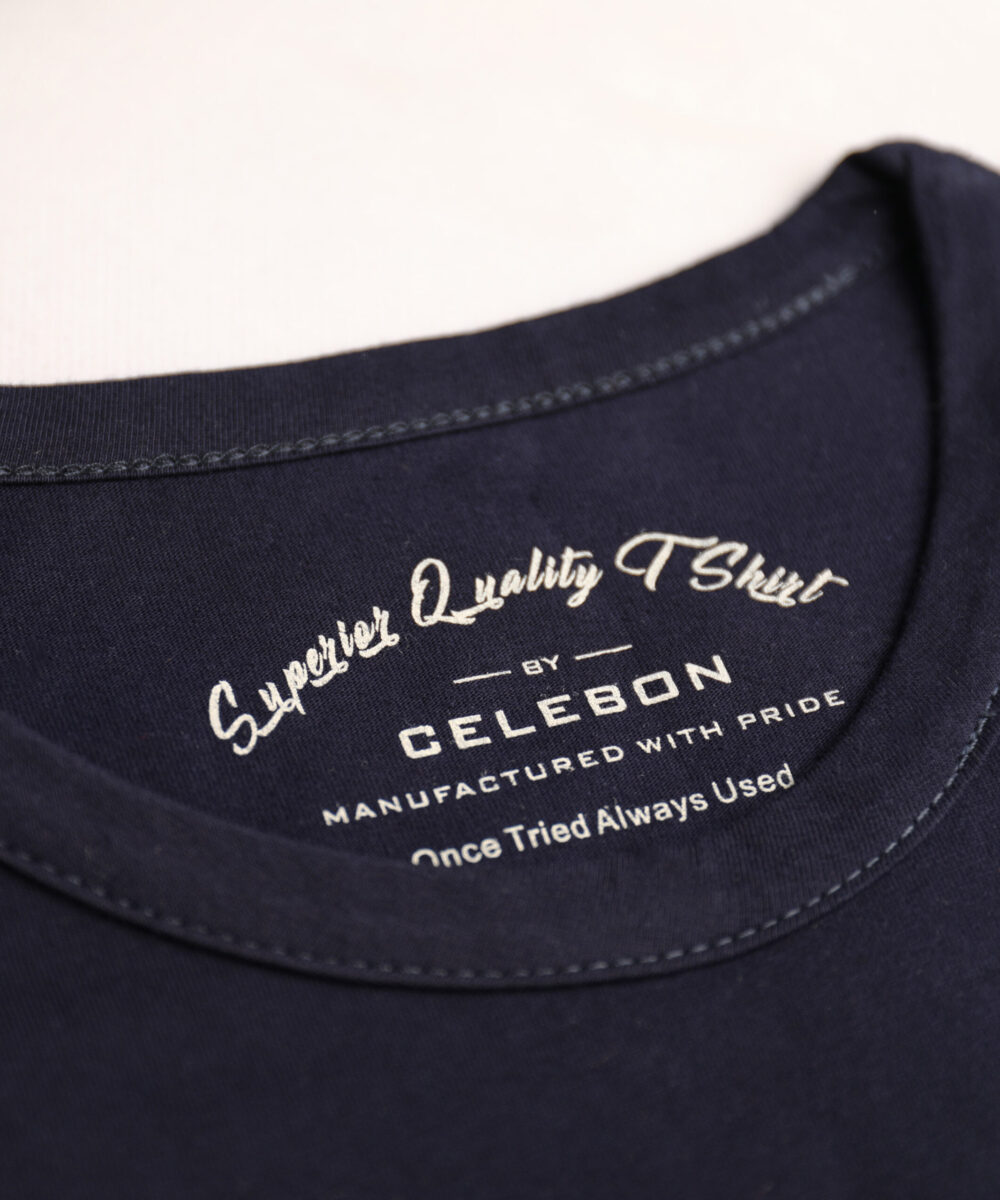 Superior Quality T Shirt
BY
CELEBON
MANUFACTURED WITH PRIDE
Once Tried Always Used